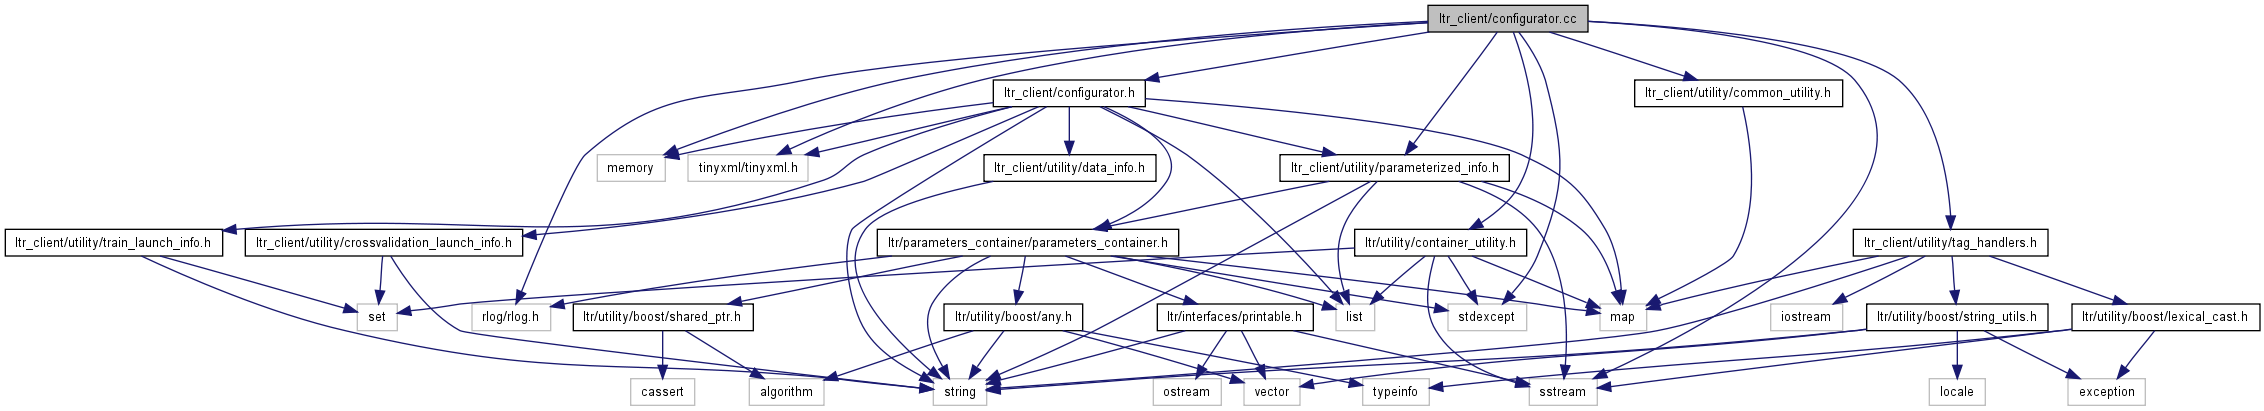 ltr_client/configurator.cc
ltr_client/configurator.h
ltr_client/utility/common_utility.h
memory
tinyxml/tinyxml.h
ltr_client/utility/data_info.h
ltr_client/utility/parameterized_info.h
ltr_client/utility/train_launch_info.h
ltr_client/utility/crossvalidation_launch_info.h
ltr/parameters_container/parameters_container.h
ltr/utility/container_utility.h
ltr_client/utility/tag_handlers.h
set
rlog/rlog.h
ltr/utility/boost/shared_ptr.h
ltr/utility/boost/any.h
ltr/interfaces/printable.h
list
stdexcept
map
iostream
ltr/utility/boost/string_utils.h
ltr/utility/boost/lexical_cast.h
cassert
algorithm
string
ostream
vector
typeinfo
sstream
locale
exception